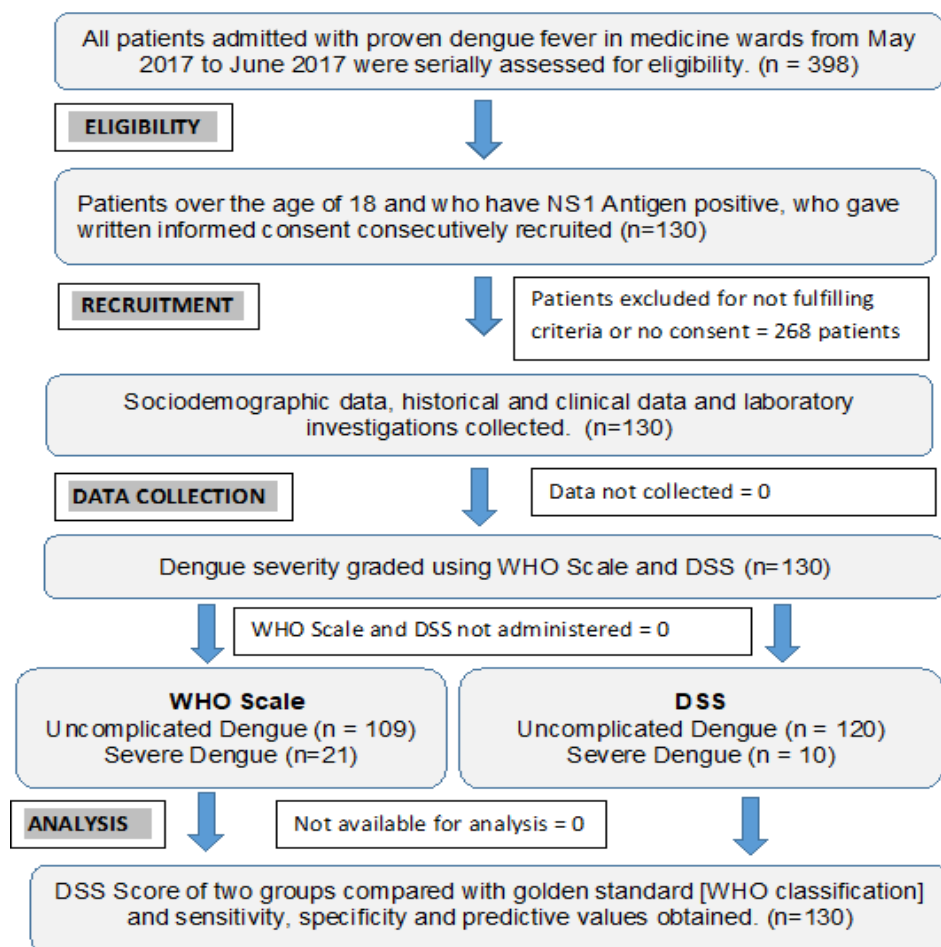 All patients admitted with proven dengue fever in medicine wards from May
2017 to June 2017 were serially assessed for eligibility. (n = 398)
ELIGIBILITY
Patients over the age of 18 and who have NS1 Antigen positive, who gave
written informed consent consecutively recruited (n=130)
RECRUITMENT
Patients excluded for not fulfilling
criteria or no consent = 268 patients
Sociodemographic data, historical and clinical data and laboratory
investigations collected. (n=130)
DATA COLLECTION
Data not collected = 0
Dengue severity graded using WHO Scale and DSS (n=130)
WHO Scale and DSS not administered = 0
WHO Scale
Uncomplicated Dengue (n = 109)
Severe Dengue (n=21)
DSS
Uncomplicated Dengue (n = 120)
Severe Dengue (n = 10)
ANALYSIS
Not available for analysis = 0
DSS Score of two groups compared with golden standard [WHO classification]
and sensitivity, specificity and predictive values obtained. (n=130)